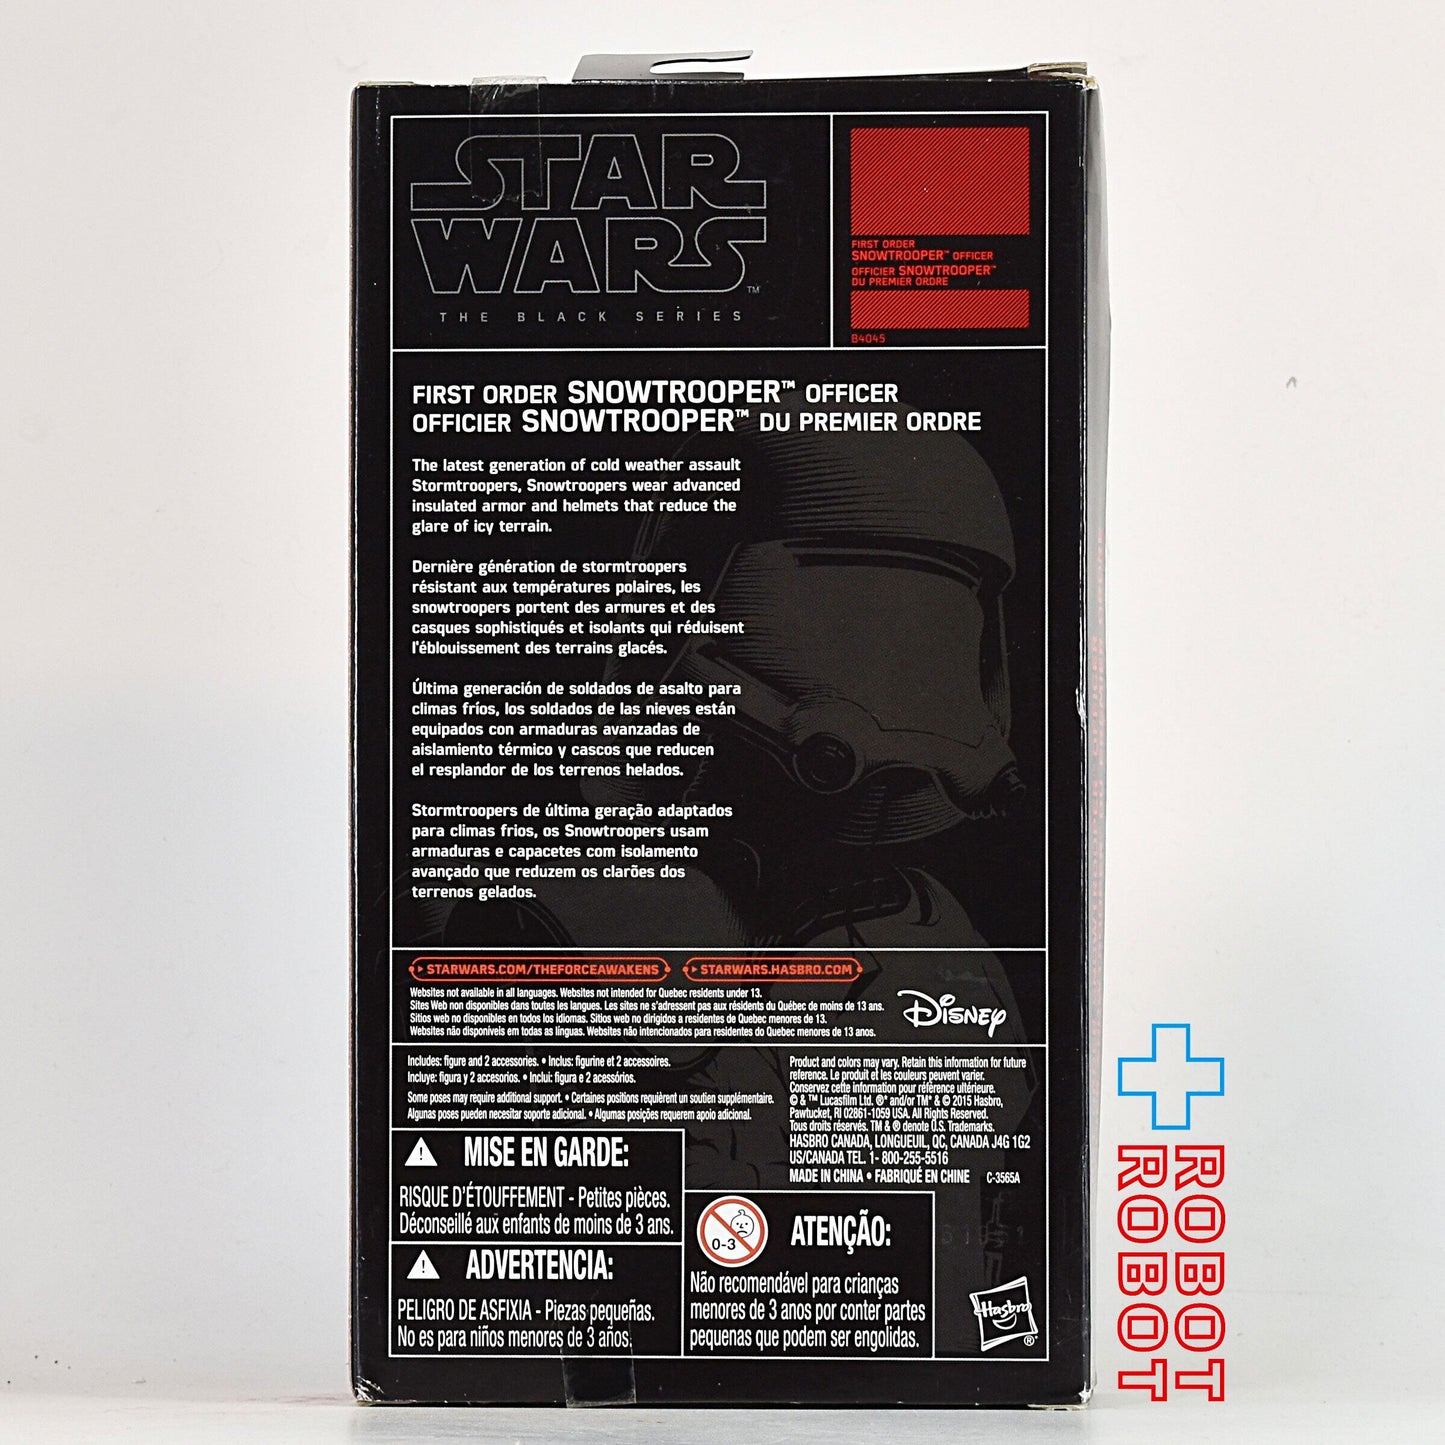 STAR
WARS
™
THE BLACK SERIES
FIRST ORDER
SNOWTROOPER™ OFFICER
OFFICIER SNOWTROOPER™
DU PREMIER ORDRE
B4045
FIRST ORDER SNOWTROOPER™ OFFICER
OFFICIER SNOWTROOPER™ DU PREMIER ORDRE
The latest generation of cold weather assault
Stormtroopers, Snowtroopers wear advanced
insulated armor and helmets that reduce the
glare of icy terrain.
Dernière génération de stormtroopers
résistant aux températures polaires, les
snowtroopers portent des armures et des
casques sophistiqués et isolants qui réduisent
l'éblouissement des terrains glacés.
Última generación de soldados de asalto para
climas fríos, los soldados de las nieves están
equipados con armaduras avanzadas de
aislamiento térmico y cascos que reducen
el resplandor de los terrenos helados.
Stormtroopers de última geração adaptados
para climas frios, os Snowtroopers usam
armaduras e capacetes com isolamento
avançado que reduzem os clarões dos
terrenos gelados.
STARWARS.COM/THEFORCEAWAKENS STARWARS.HASBRO.COM
Websites not available in all languages. Websites not intended for Quebec residents under 13.
Sites Web non disponibles dans toutes les langues. Les sites ne s'adressent pas aux résidents du Québec de moins de 13 ans.
Sitios web no disponibles en todos los idiomas. Sitios web no dirigidos a residentes de Quebec menores de 13.
Websites não disponíveis em todas as línguas. Websites não intencionados para residentes do Quebec menores de 13 anos.
Disney
Includes: figure and 2 accessories. • Inclus: figurine et 2 accessoires.
Incluye: figura y 2 accesorios. • Inclui: figura e 2 acessórios.
Some poses may require additional support. • Certaines positions requièrent un soutien supplémentaire.
Algunas poses pueden necesitar soporte adicional. • Algumas posições requerem apoio adicional.
Product and colors may vary. Retain this information for future
reference. Le produit et les couleurs peuvent varier.
Conservez cette information pour référence ultérieure.
© & ™ Lucasfilm Ltd. ®* and/or TM* & © 2015 Hasbro,
Pawtucket, RI 02861-1059 USA. All Rights Reserved.
Tous droits réservés. TM & ® denote U.S. Trademarks.
HASBRO CANADA, LONGUEUIL, QC, CANADA J4G 1G2
US/CANADA TEL. 1- 800-255-5516
MADE IN CHINA • FABRIQUÉ EN CHINE C-3565A
MISE EN GARDE:
RISQUE D'ÉTOUFFEMENT - Petites pièces.
Déconseillé aux enfants de moins de 3 ans.
ADVERTENCIA:
PELIGRO DE ASFIXIA - Piezas pequeñas.
No es para niños menores de 3 años.
0-3
ATENÇÃO:
Não recomendável para crianças
menores de 3 anos por conter partes
pequenas que podem ser engolidas.
Hasbro
®
ROBOT
ROBOT